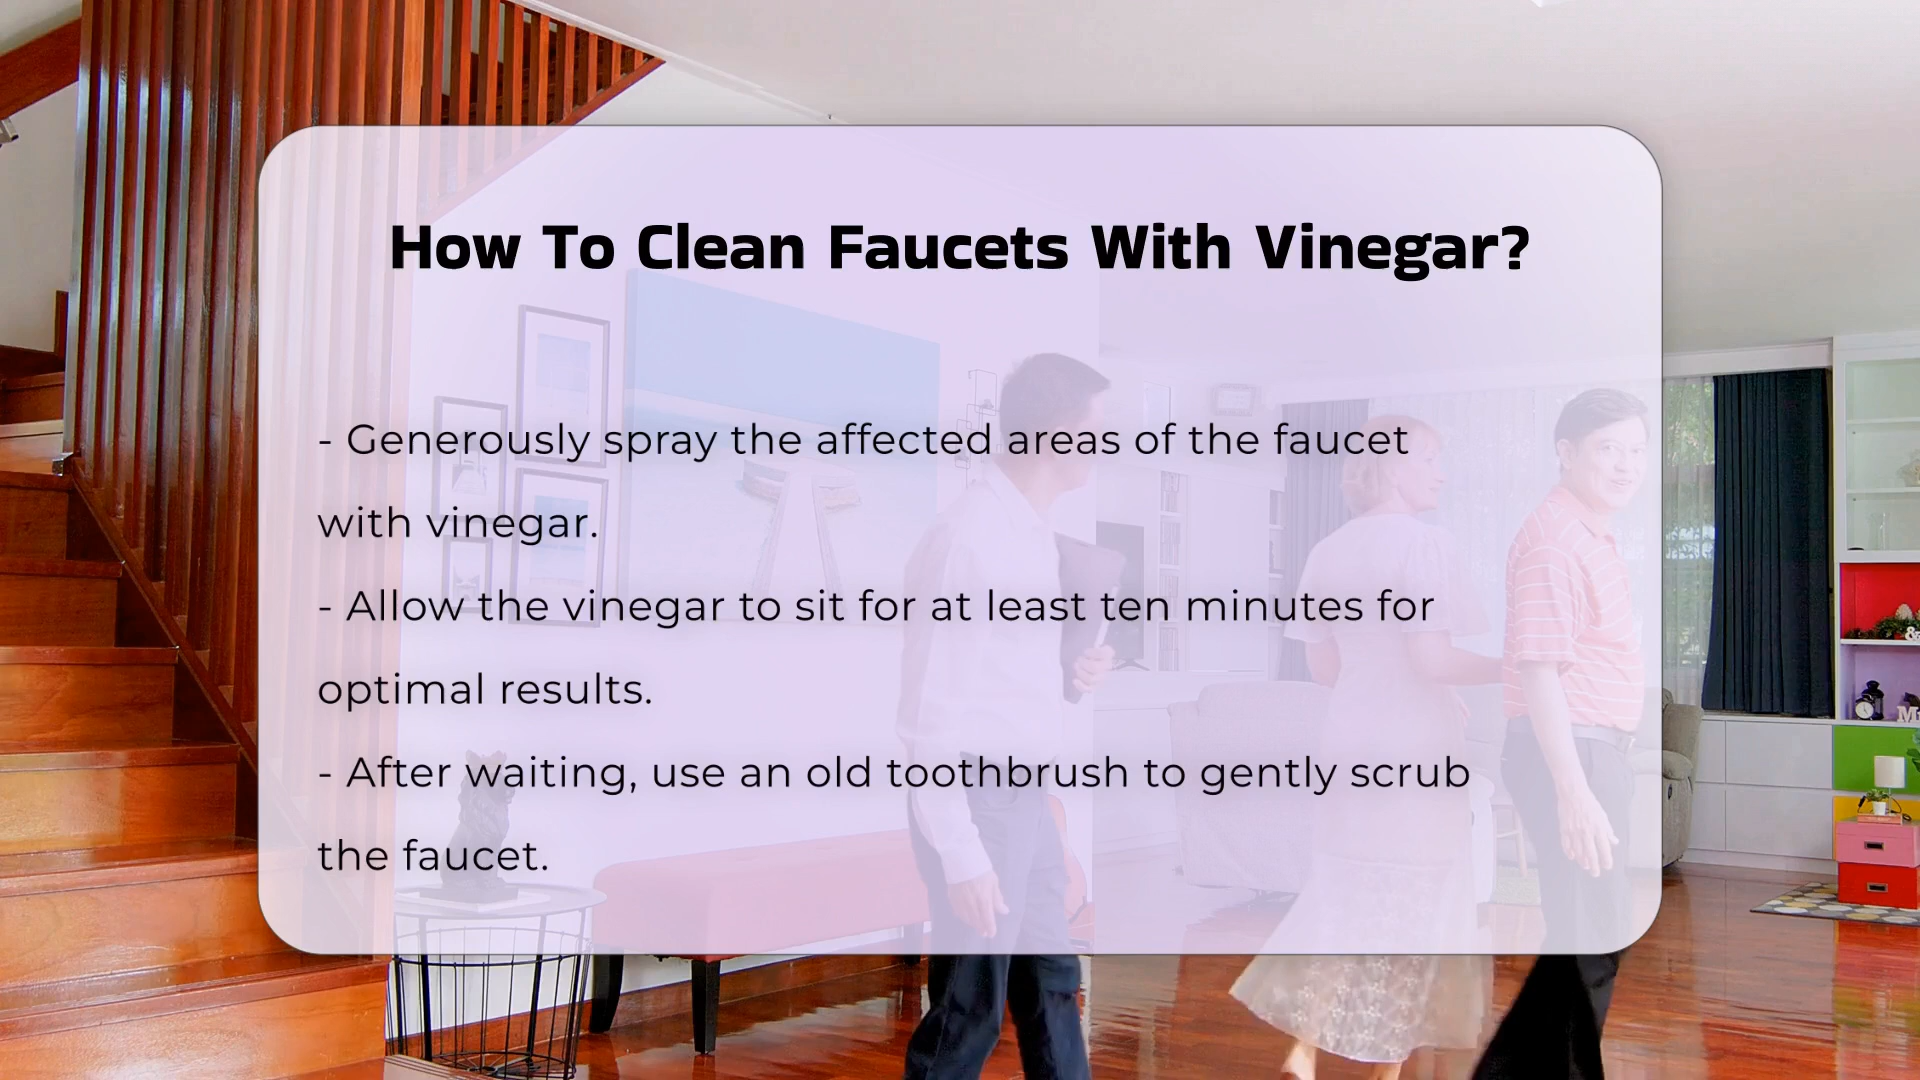 How To Clean Faucets With Vinegar?
- Generously spray the affected areas of the faucet
with vinegar.
- Allow the vinegar to sit for at least ten minutes for
optimal results.
- After waiting, use an old toothbrush to gently scrub
the faucet.